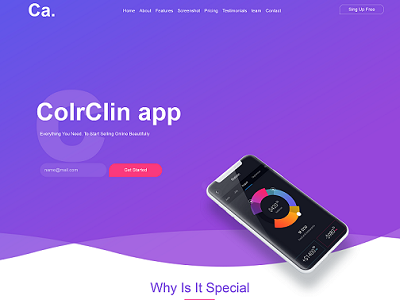 Ca.
Home About Features Screenshot Pricing Testimonials team Contact
Sing Up Free
C
ColrClin app
Everything You Need. To Start Selling Online Beautifully
name@mail.com
Get Started
Why Is It Special